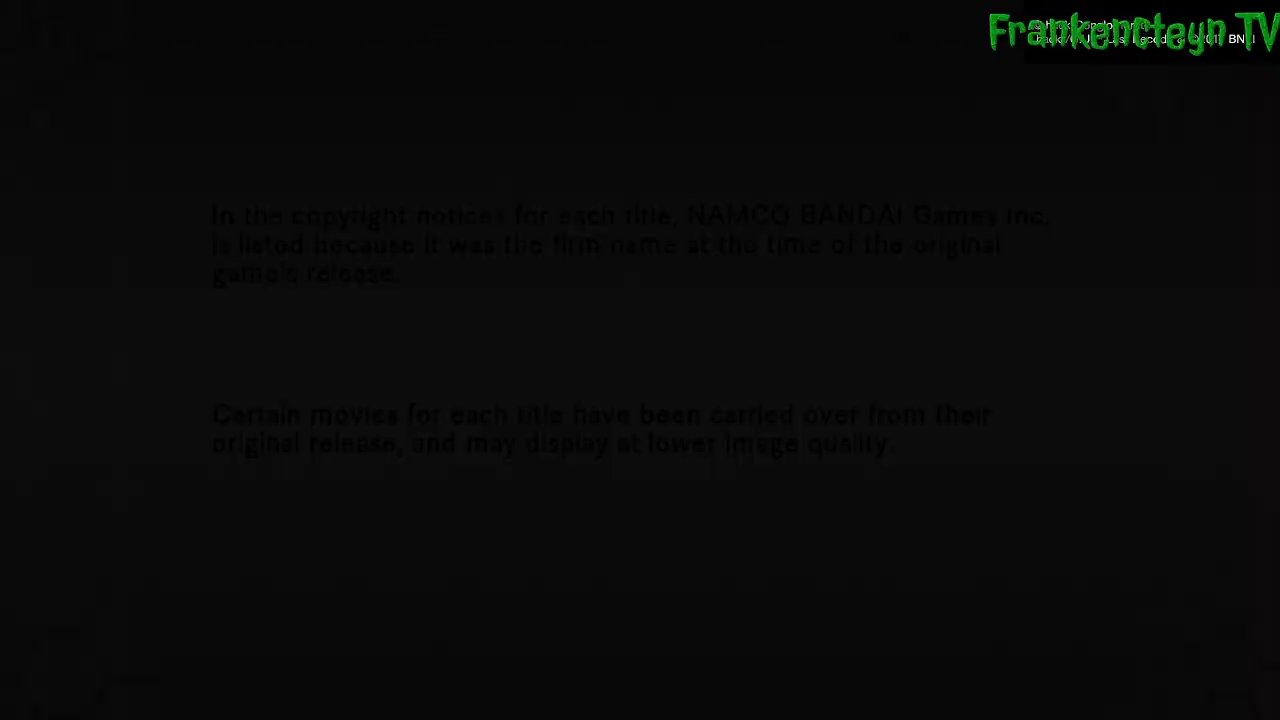 Frankencteyn TV
BNEI
In the copyright notices for each title, NAMCO BANDAI Games Inc.
is listed because it was the firm name at the time of the original
game's release.
Certain movies for each title have been carried over from their
original release, and may display at lower image quality.